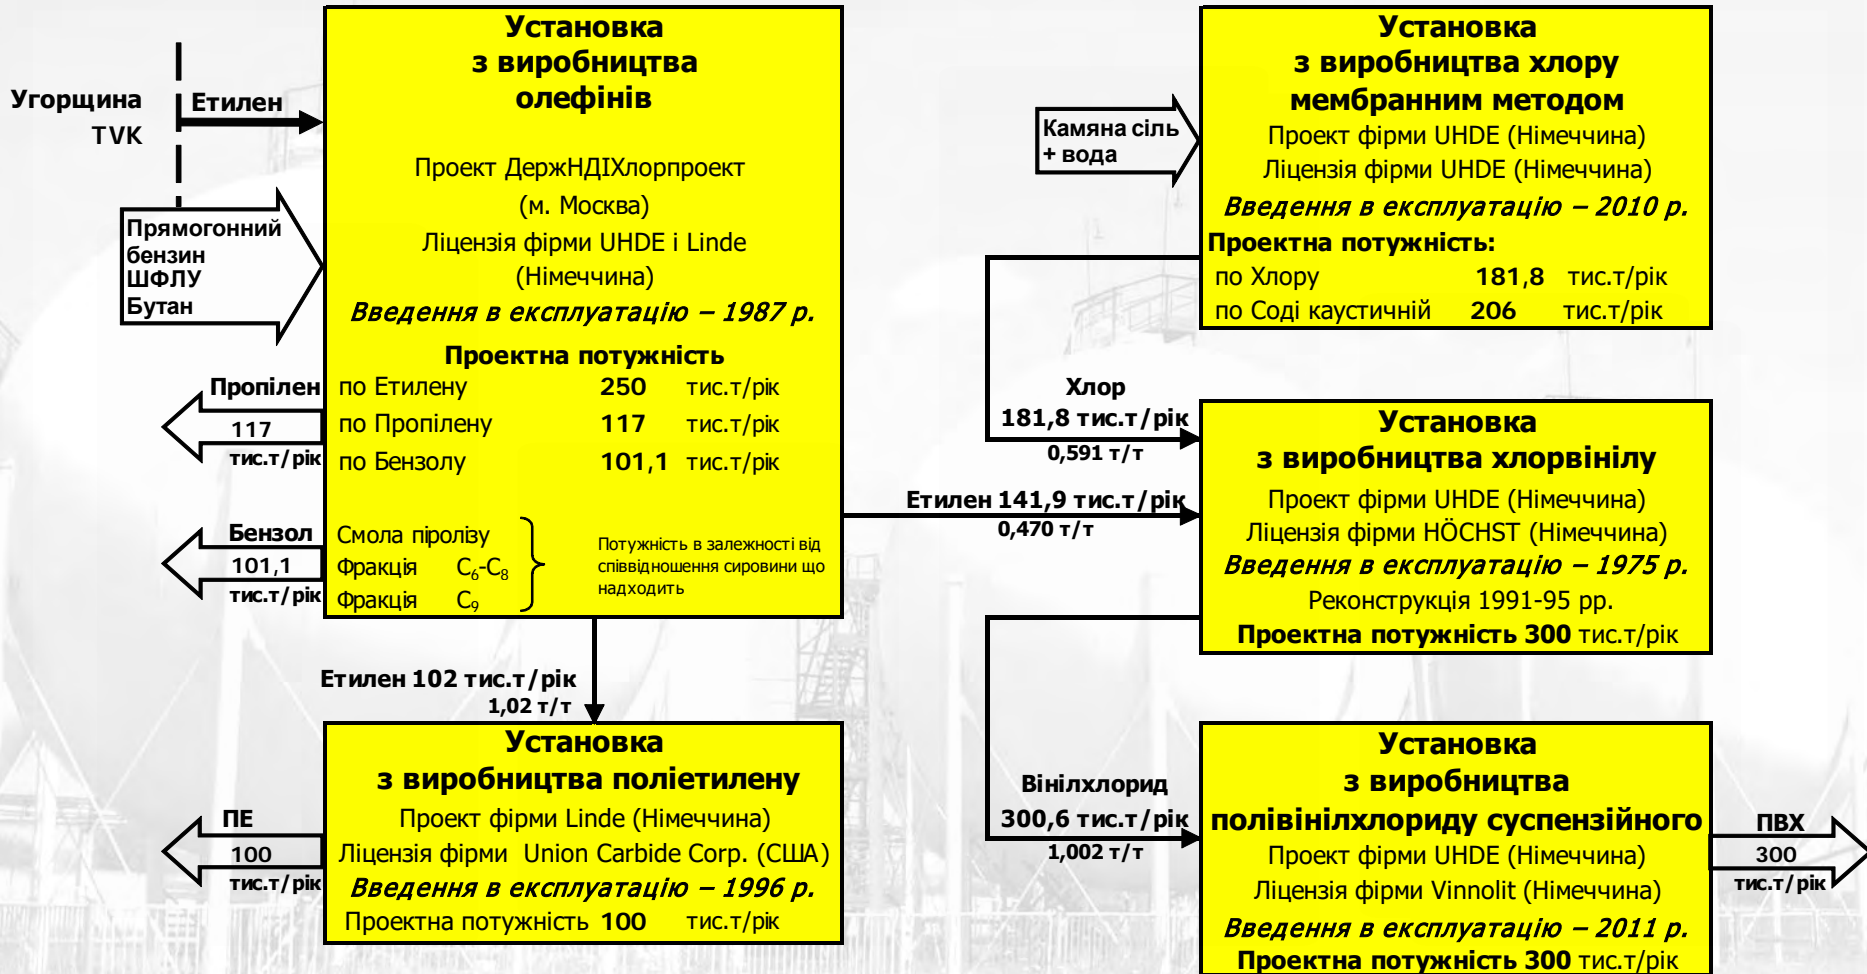 Угорщина
TVK
Етилен
Прямогонний
бензин
ШФЛУ
Бутан
Установка
з виробництва
олефінів
Проект ДержНДІХлорпроект
(м. Москва)
Ліцензія фірми UHDE і Linde
(Німеччина)
Введення в експлуатацію – 1987 р.
Проектна потужність
по Етилену 250 тис.т/рік
по Пропілену 117 тис.т/рік
по Бензолу 101,1 тис.т/рік
Смола піролізу
Фракція C₆-C₈
Фракція C₉
Потужність в залежності від
співвідношення сировини що
надходить
Пропілен
117
тис.т/рік
Бензол
101,1
тис.т/рік
Етилен 102 тис.т/рік
1,02 т/т
Установка
з виробництва поліетилену
Проект фірми Linde (Німеччина)
Ліцензія фірми Union Carbide Corp. (США)
Введення в експлуатацію – 1996 р.
Проектна потужність 100 тис.т/рік
ПЕ
100
тис.т/рік
Камяна сіль
+ вода
Установка
з виробництва хлору
мембранним методом
Проект фірми UHDE (Німеччина)
Ліцензія фірми UHDE (Німеччина)
Введення в експлуатацію – 2010 р.
Проектна потужність:
по Хлору 181,8 тис.т/рік
по Соді каустичній 206 тис.т/рік
Хлор
181,8 тис.т/рік
0,591 т/т
Етилен 141,9 тис.т/рік
0,470 т/т
Установка
з виробництва хлорвінілу
Проект фірми UHDE (Німеччина)
Ліцензія фірми HÖCHST (Німеччина)
Введення в експлуатацію – 1975 р.
Реконструкція 1991-95 рр.
Проектна потужність 300 тис.т/рік
Вінілхлорид
300,6 тис.т/рік
1,002 т/т
Установка
з виробництва
полівінілхлориду суспензійного
Проект фірми UHDE (Німеччина)
Ліцензія фірми Vinnolit (Німеччина)
Введення в експлуатацію – 2011 р.
Проектна потужність 300 тис.т/рік
ПВХ
300
тис.т/рік